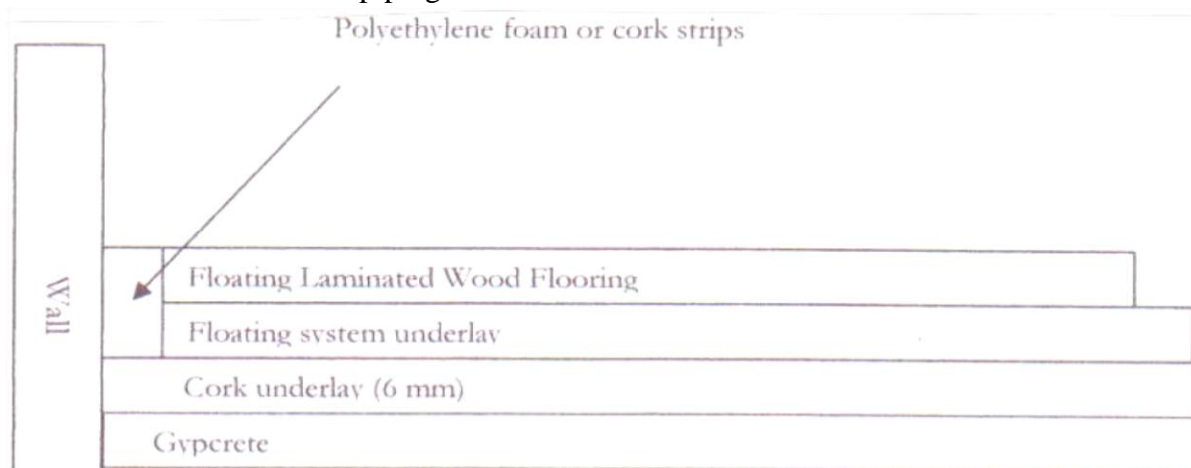 Polyethylene foam or cork strips
Wall
Floating Laminated Wood Flooring
Floating system underlay
Cork underlay (6 mm)
Gypcrete